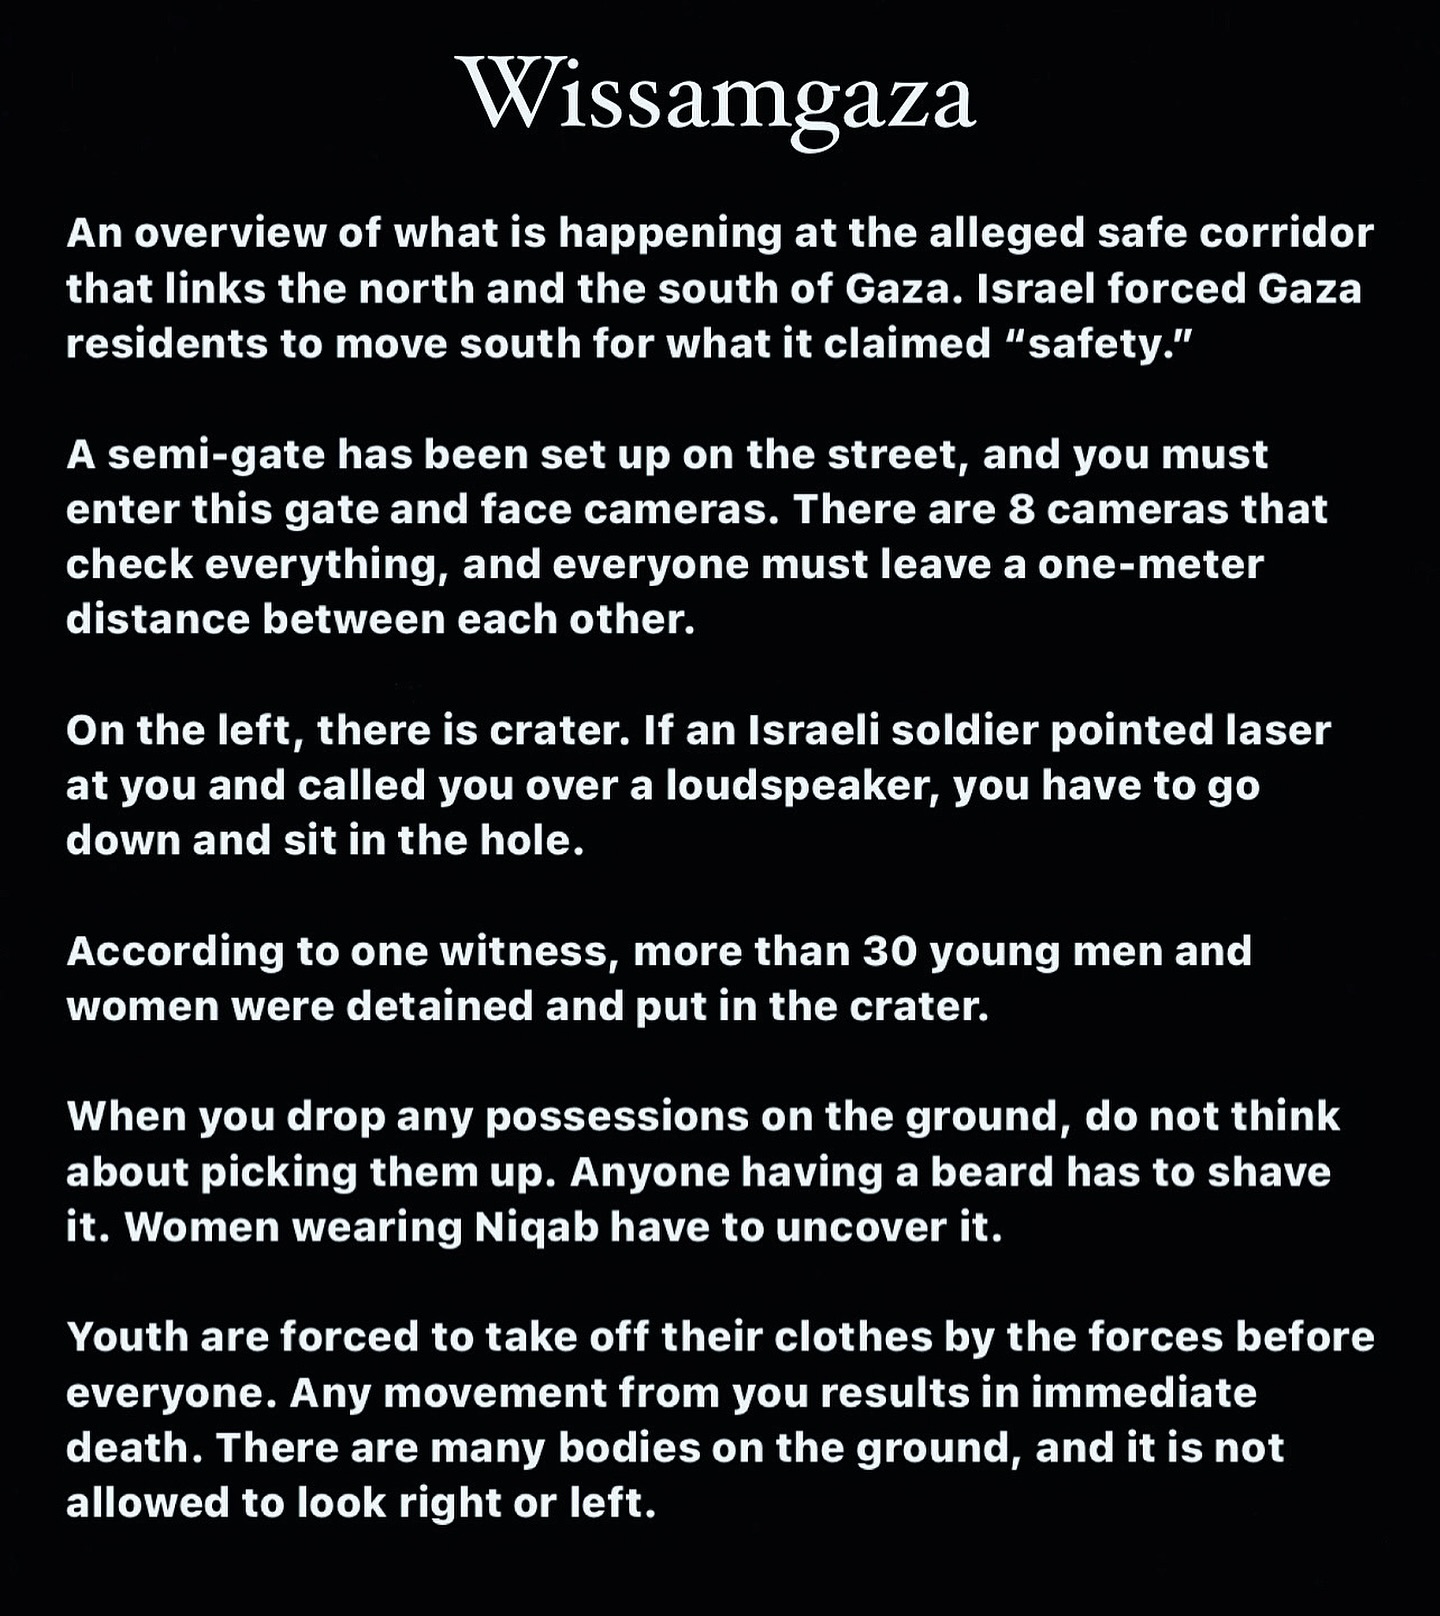 Wissamgaza
An overview of what is happening at the alleged safe corridor
that links the north and the south of Gaza. Israel forced Gaza
residents to move south for what it claimed “safety.”
A semi-gate has been set up on the street, and you must
enter this gate and face cameras. There are 8 cameras that
check everything, and everyone must leave a one-meter
distance between each other.
On the left, there is crater. If an Israeli soldier pointed laser
at you and called you over a loudspeaker, you have to go
down and sit in the hole.
According to one witness, more than 30 young men and
women were detained and put in the crater.
When you drop any possessions on the ground, do not think
about picking them up. Anyone having a beard has to shave
it. Women wearing Niqab have to uncover it.
Youth are forced to take off their clothes by the forces before
everyone. Any movement from you results in immediate
death. There are many bodies on the ground, and it is not
allowed to look right or left.